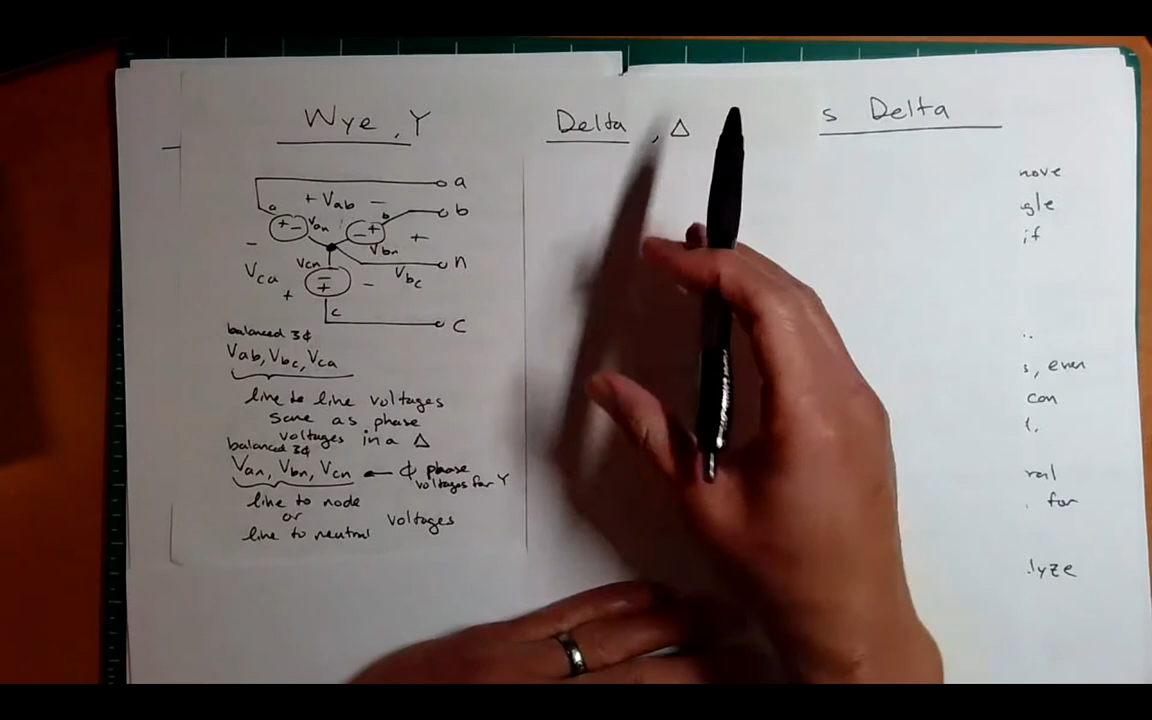 Wye, Y
a
+ Vab -
a
+ -
Van
b
- +
b
- +
Vbn
Vcn
n
Vca
Vbc
- +
-
+
c
C
balanced 3ϕ
Vab, Vbc, Vca
line to line voltages
same as phase
voltages in a Δ
balanced 3ϕ
Van, Vbn, Vcn ← ϕ phase
voltages for Y
line to node
or voltages
line to neutral
Delta, Δ
s Delta
nove
gle
if
s, even
can
for
lyze